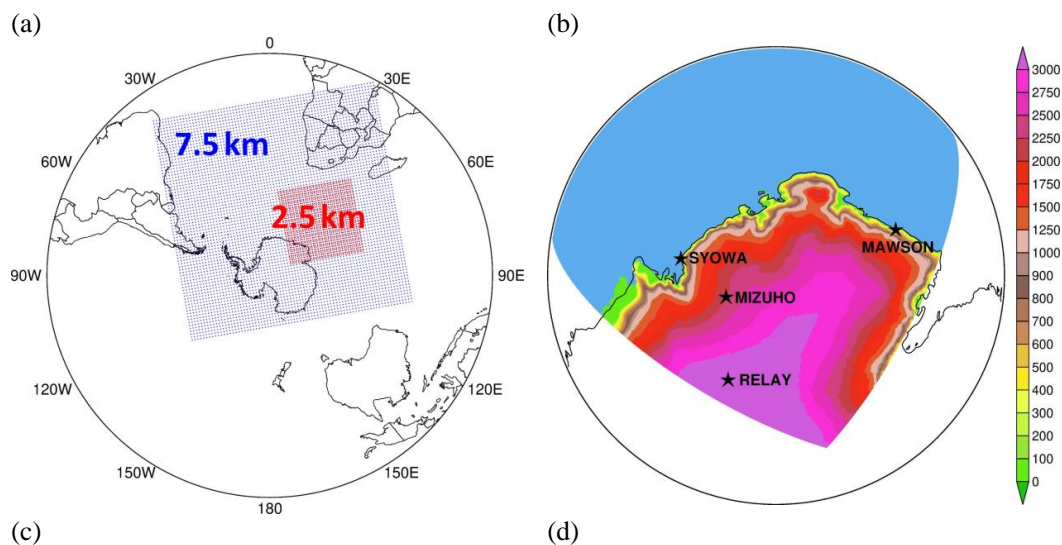 (a)
(b)
0
30W
30E
60W
60E
7.5 km
2.5 km
90W
90E
120W
120E
150W
150E
180
SYOWA
MAWSON
MIZUHO
RELAY
3000
2750
2500
2250
2000
1750
1500
1250
1000
900
800
700
600
500
400
300
200
100
0
(c)
(d)